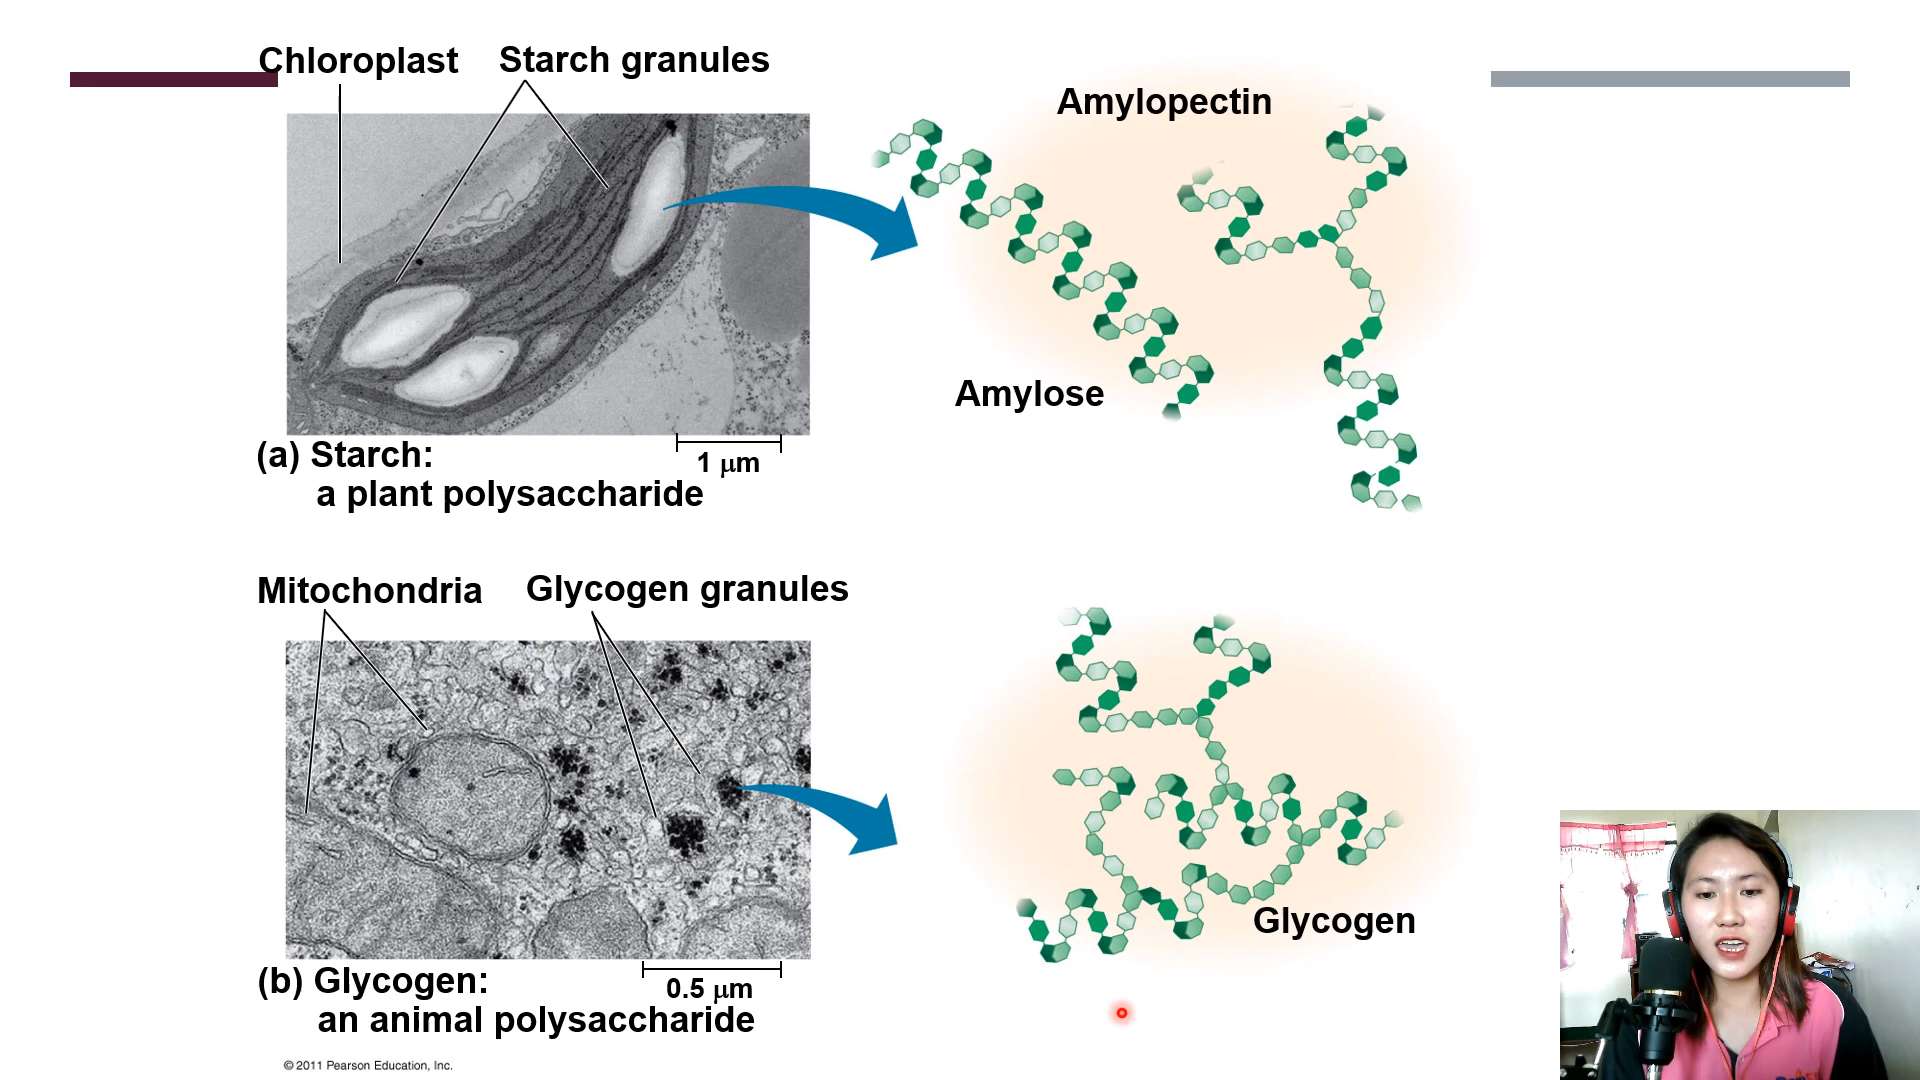 Chloroplast
Starch granules
Amylopectin
Amylose
1 μm
(a) Starch:
a plant polysaccharide
Mitochondria
Glycogen granules
Glycogen
0.5 μm
(b) Glycogen:
an animal polysaccharide
© 2011 Pearson Education, Inc.